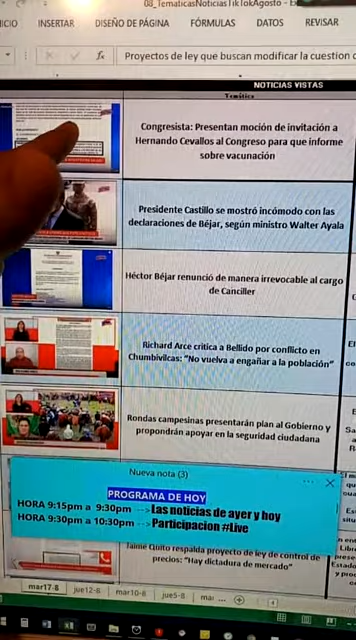 08_TematicasNoticiasTikTokAgosto - E
CIO INSERTAR DISEÑO DE PÁGINA FÓRMULAS DATOS REVISAR
fx Proyectos de ley que buscan modificar la cuestion
NOTICIAS VISTAS
Temática
Congresista: Presentan moción de invitación a
Hernando Cevallos al Congreso para que informe
sobre vacunación
Presidente Castillo se mostró incómodo con las
declaraciones de Béjar, según ministro Walter Ayala
Héctor Béjar renunció de manera irrevocable al cargo
de Canciller
Richard Arce critica a Bellido por conflicto en
Chumbivilcas: "No vuelva a engañar a la población"
Rondas campesinas presentarán plan al Gobierno y
propondrán apoyar en la seguridad ciudadana
Nueva nota (3)
PROGRAMA DE HOY
HORA 9:15pm a 9:30pm --> Las noticias de ayer y hoy
HORA 9:30pm a 10:30pm --> Participacion #Live
Jaime Quito respalda proyecto de ley de control de
precios: "Hay dictadura de mercado"
mar17-8 jue12-8 mar10-8 jue5-8 ma ...